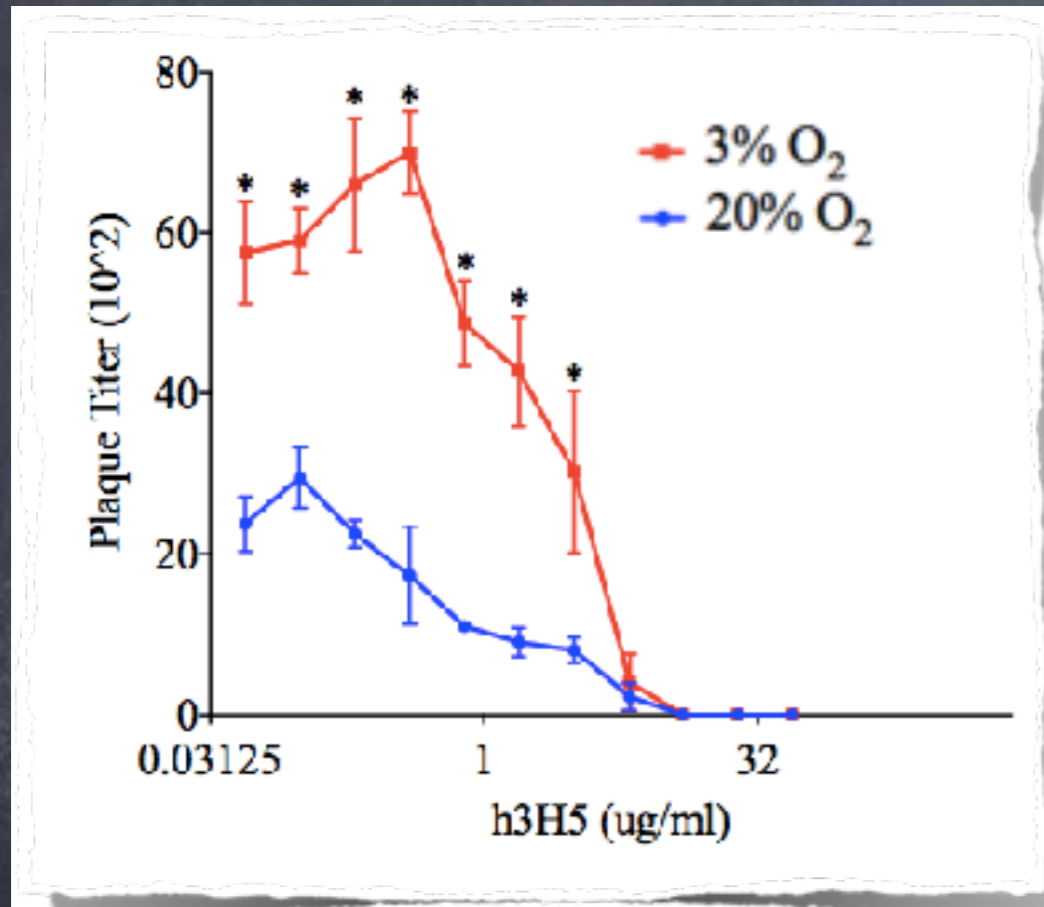 80
60
40
20
0
Plaque Titer (10^2)
* * * * * * *
3% O₂
20% O₂
0.03125 1 32
h3H5 (ug/ml)